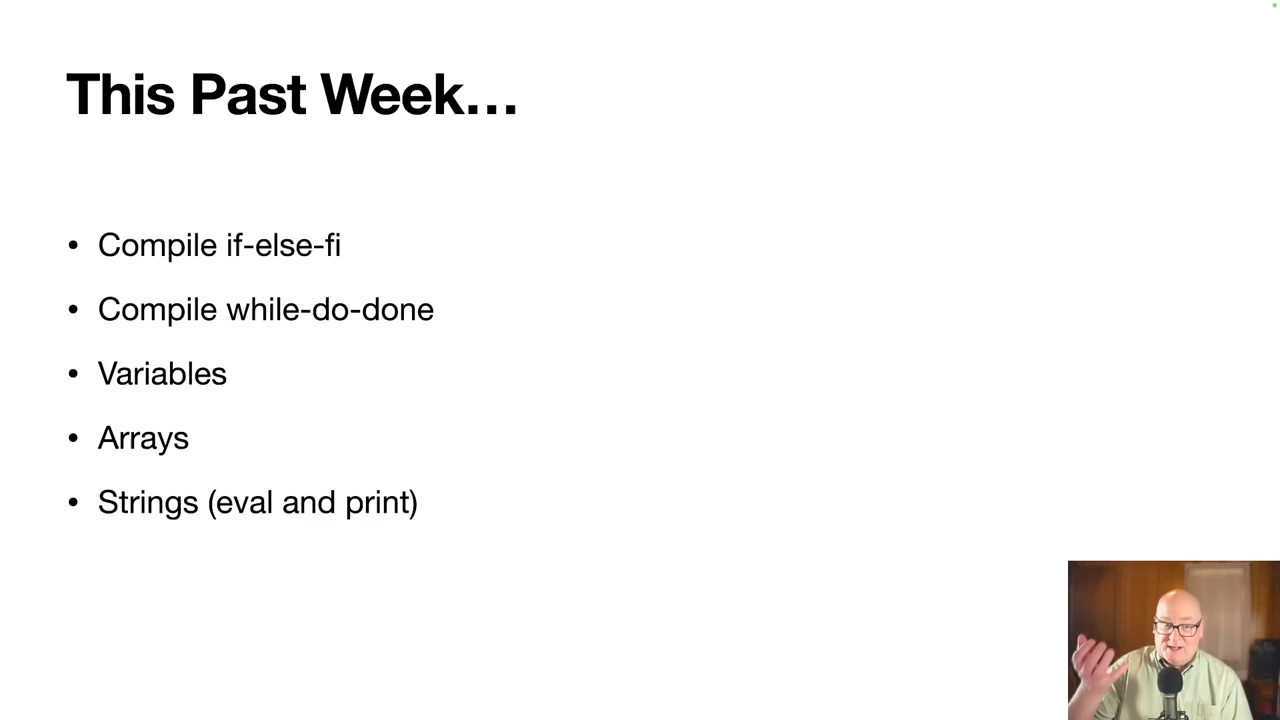 This Past Week…
• Compile if-else-fi
• Compile while-do-done
• Variables
• Arrays
• Strings (eval and print)